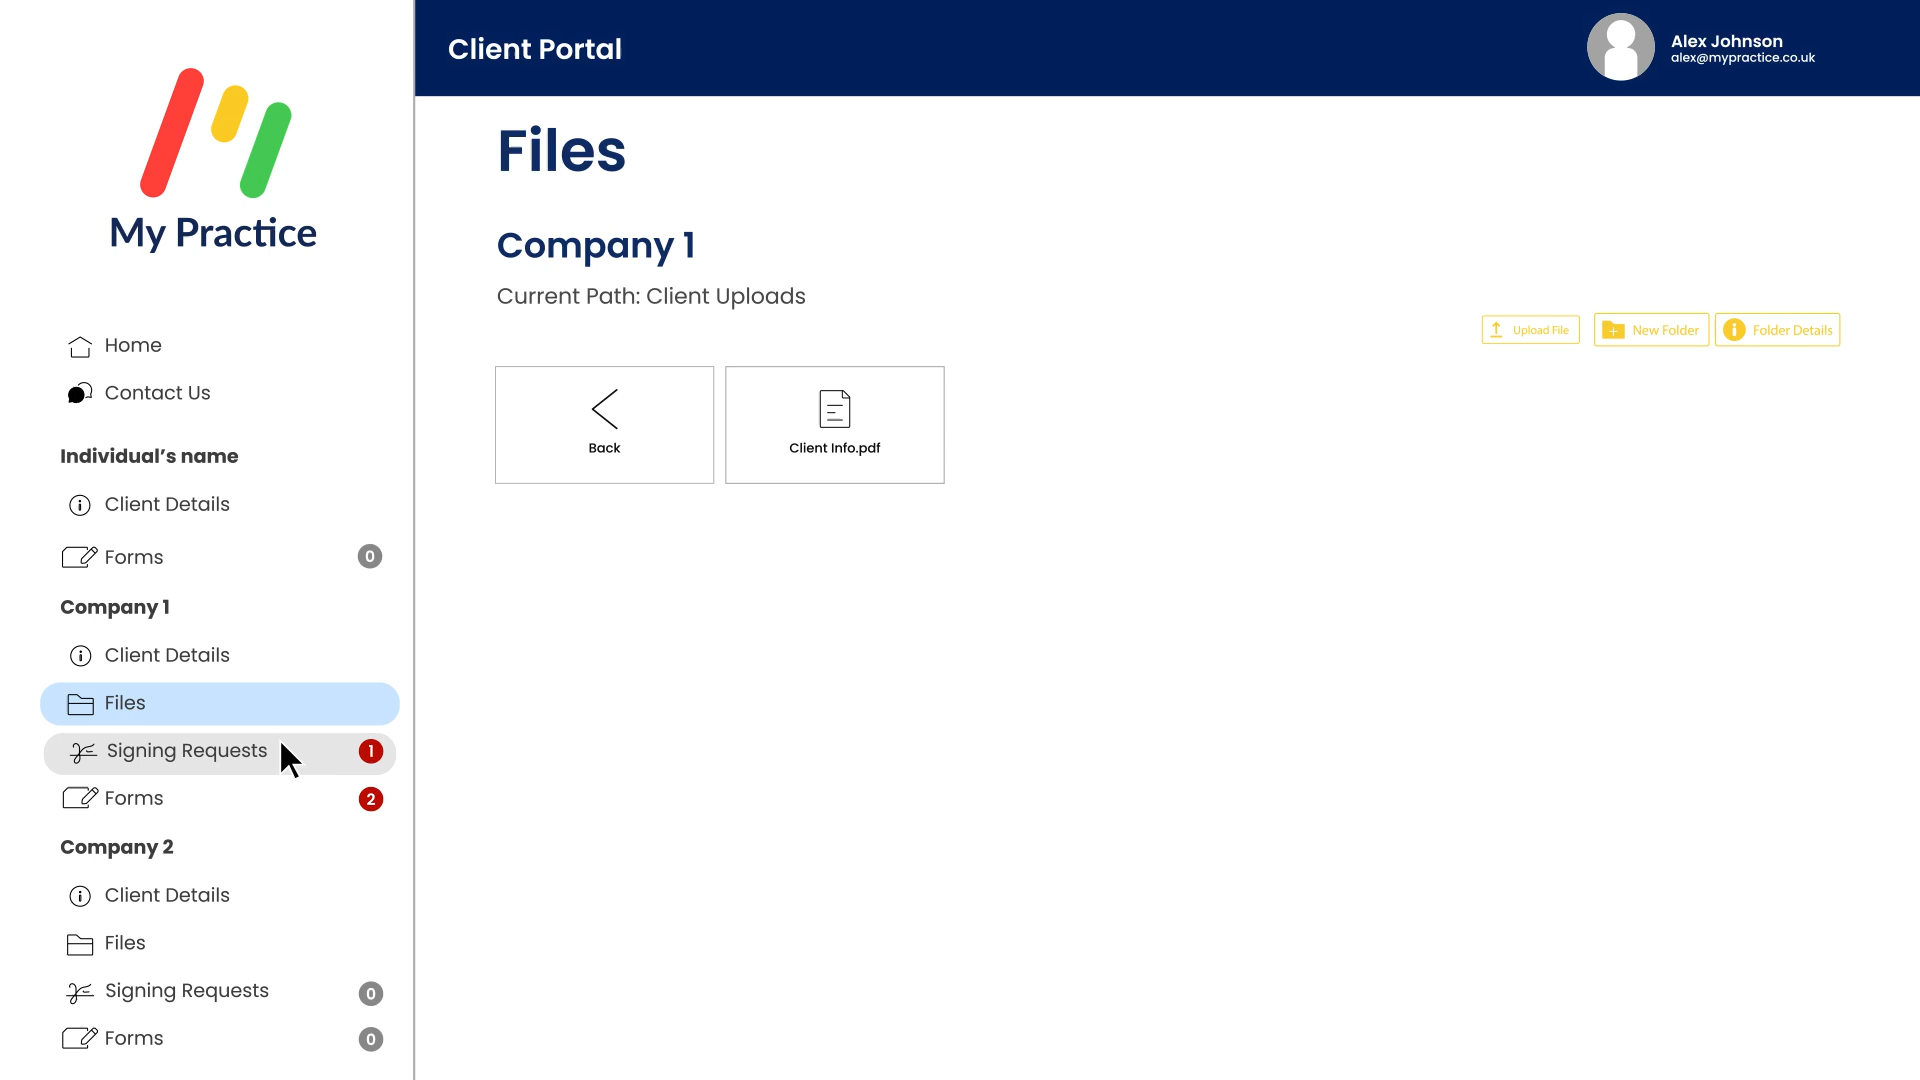 My Practice
Home
Contact Us
Individual’s name
Client Details
Forms 0
Company 1
Client Details
Files
Signing Requests 1
Forms 2
Company 2
Client Details
Files
Signing Requests 0
Forms 0
Client Portal
Alex Johnson
alex@mypractice.co.uk
Files
Company 1
Current Path: Client Uploads
Upload File
New Folder
Folder Details
Back
Client Info.pdf